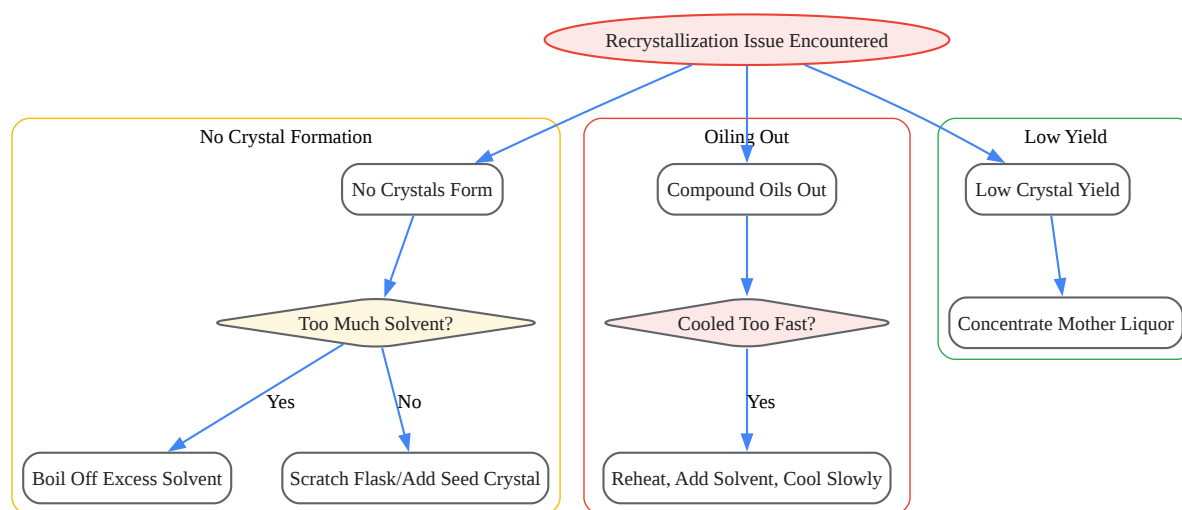 Recrystallization Issue Encountered
No Crystal Formation
Oiling Out
Low Yield
No Crystals Form
Compound Oils Out
Low Crystal Yield
Too Much Solvent?
Cooled Too Fast?
Concentrate Mother Liquor
Yes
No
Yes
Boil Off Excess Solvent
Scratch Flask/Add Seed Crystal
Reheat, Add Solvent, Cool Slowly